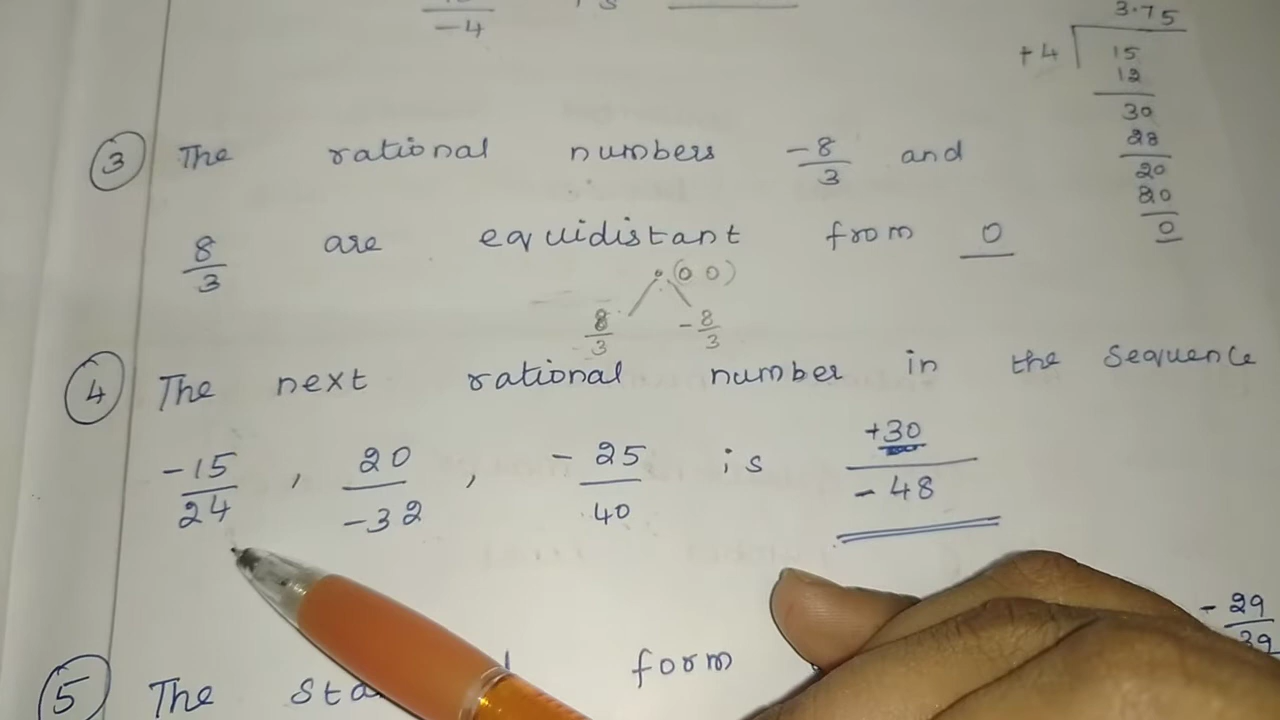 -4
3.75
+4 15
12
30
28
20
20
0
3 The rational numbers -8/3 and
8/3 are equidistant from 0
(0 0)
8/3 -8/3
4 The next rational number in the sequence
-15/24 , 20/-32 , -25/40 is +30/-48
-29/39
5 The form